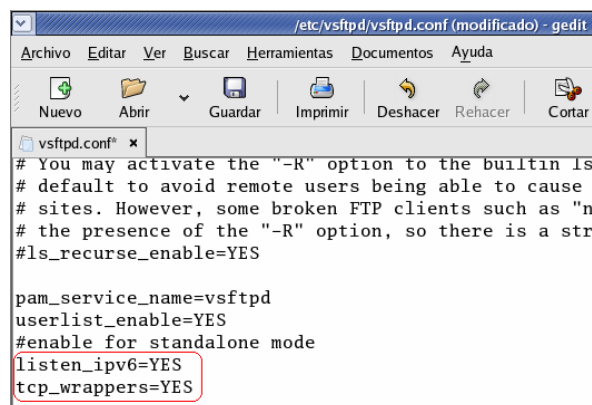 /etc/vsftpd/vsftpd.conf (modificado) - gedit
Archivo Editar Ver Buscar Herramientas Documentos Ayuda
Nuevo Abrir Guardar Imprimir Deshacer Rehacer Cortar
vsftpd.conf* ×
# You may activate the "-R" option to the builtin ls
# default to avoid remote users being able to cause
# sites. However, some broken FTP clients such as "n
# the presence of the "-R" option, so there is a str
#ls_recurse_enable=YES
pam_service_name=vsftpd
userlist_enable=YES
#enable for standalone mode
listen_ipv6=YES
tcp_wrappers=YES